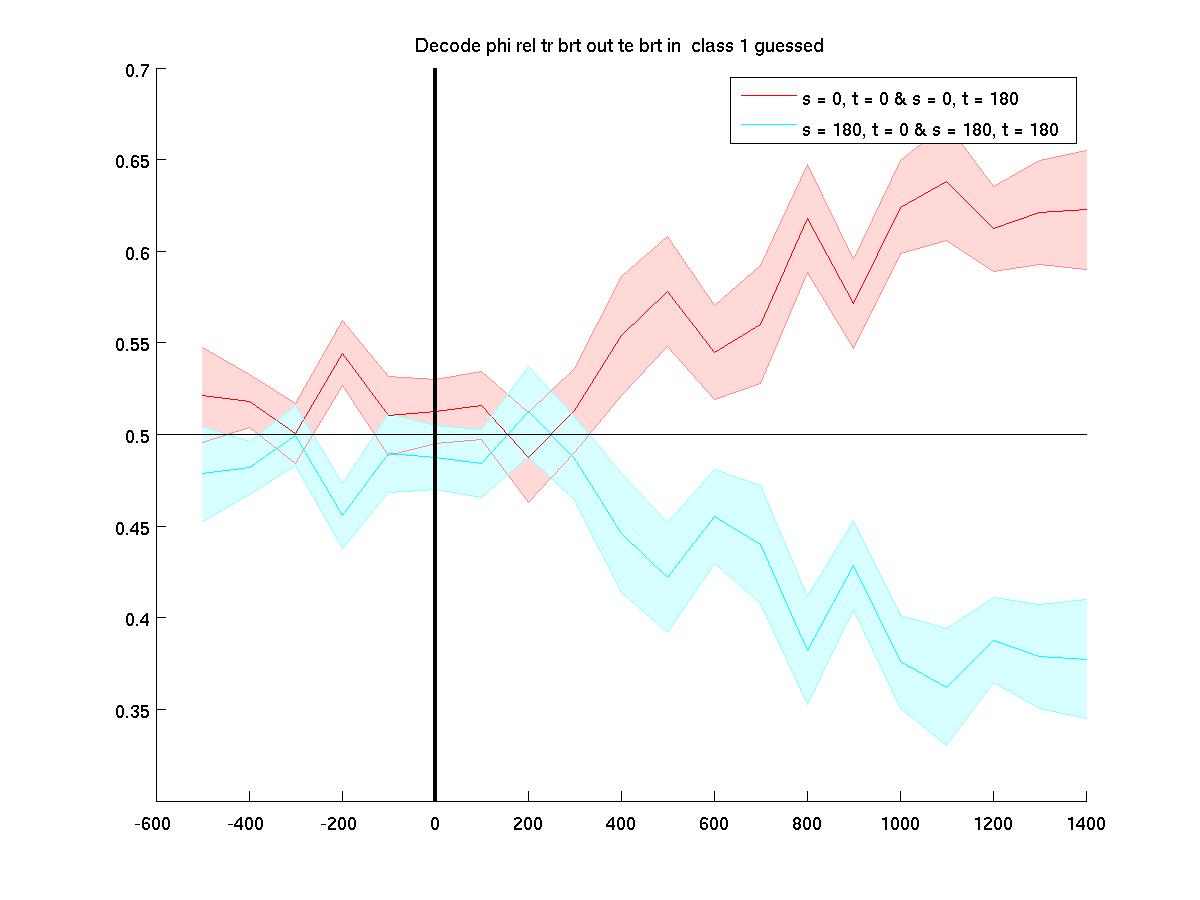 Decode phi rel tr brt out te brt in  class 1 guessed
0.7
s = 0, t = 0 & s = 0, t = 180
s = 180, t = 0 & s = 180, t = 180
0.65
0.6
0.55
0.5
0.45
0.4
0.35
-600 -400 -200 0 200 400 600 800 1000 1200 1400